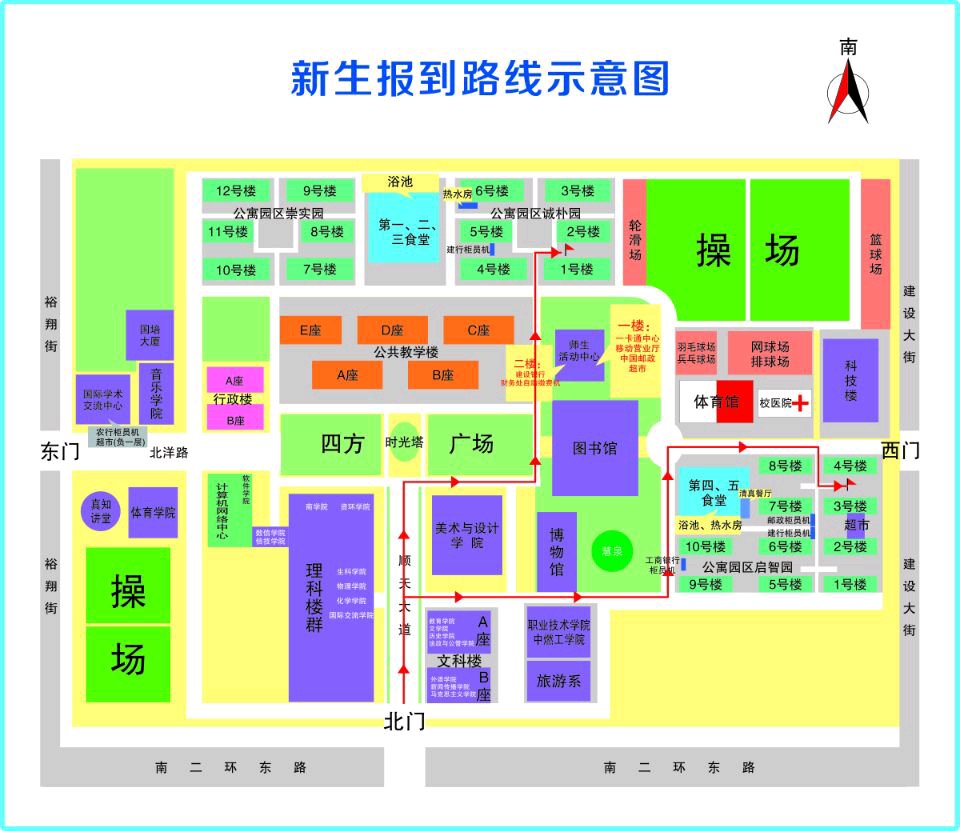 新生报到路线示意图
南
浴池
12号楼
9号楼
热水房
6号楼
3号楼
公寓园区崇实园
第一、二、
三食堂
公寓园区诚朴园
11号楼
8号楼
5号楼
2号楼
建行柜员机
10号楼
7号楼
4号楼
1号楼
轮滑场
操
场
篮球场
裕翔街
建设大街
国培
大厦
E座
D座
C座
公共教学楼
A座
B座
师生
活动中心
一楼：
一卡通中心
移动营业厅
中国邮政
超市
二楼：
建设银行
财务处自助缴费机
羽毛球场
乒乓球场
网球场
排球场
科技楼
体育馆
校医院
国际学术
交流中心
音乐学院
A座
行政楼
B座
农行柜员机
超市(负一层)
东门
北洋路
四方
时光塔
广场
图书馆
西门
真知
讲堂
体育学院
计算机网络中心
软件学院
数信学院
信技学院
商学院
资环学院
理科楼群
生科学院
物理学院
化学学院
国际交流学院
顺天大道
美术与设计
学 院
博物馆
慧泉
第四、五
食堂
清真餐厅
浴池、热水房
8号楼
4号楼
7号楼
3号楼
邮政柜员机
建行柜员机
超市
10号楼
6号楼
2号楼
工商银行
柜员机
公寓园区启智园
9号楼
5号楼
1号楼
操
场
裕翔街
建设大街
教育学院
文学院
历史学院
法政与公管学院
A座
文科楼
外语学院
新闻传播学院
马克思主义学院
B座
职业技术学院
中燃工学院
旅游系
北门
南二环东路
南二环东路